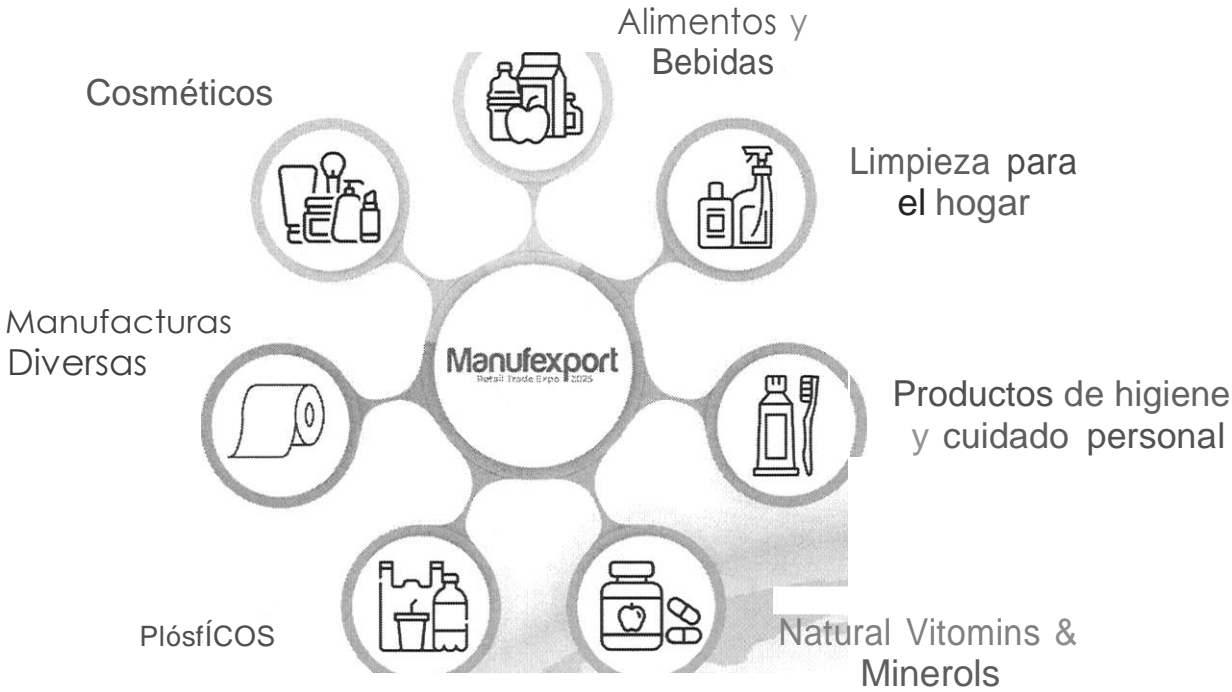 Alimentos y
Bebidas
Cosméticos
Limpieza para
el hogar
Manufacturas
Diversas
Manufexport
Retail Trade Expo 2025
Productos de higiene
y cuidado personal
PlósfÍCOS
Natural Vitomins &
Minerols